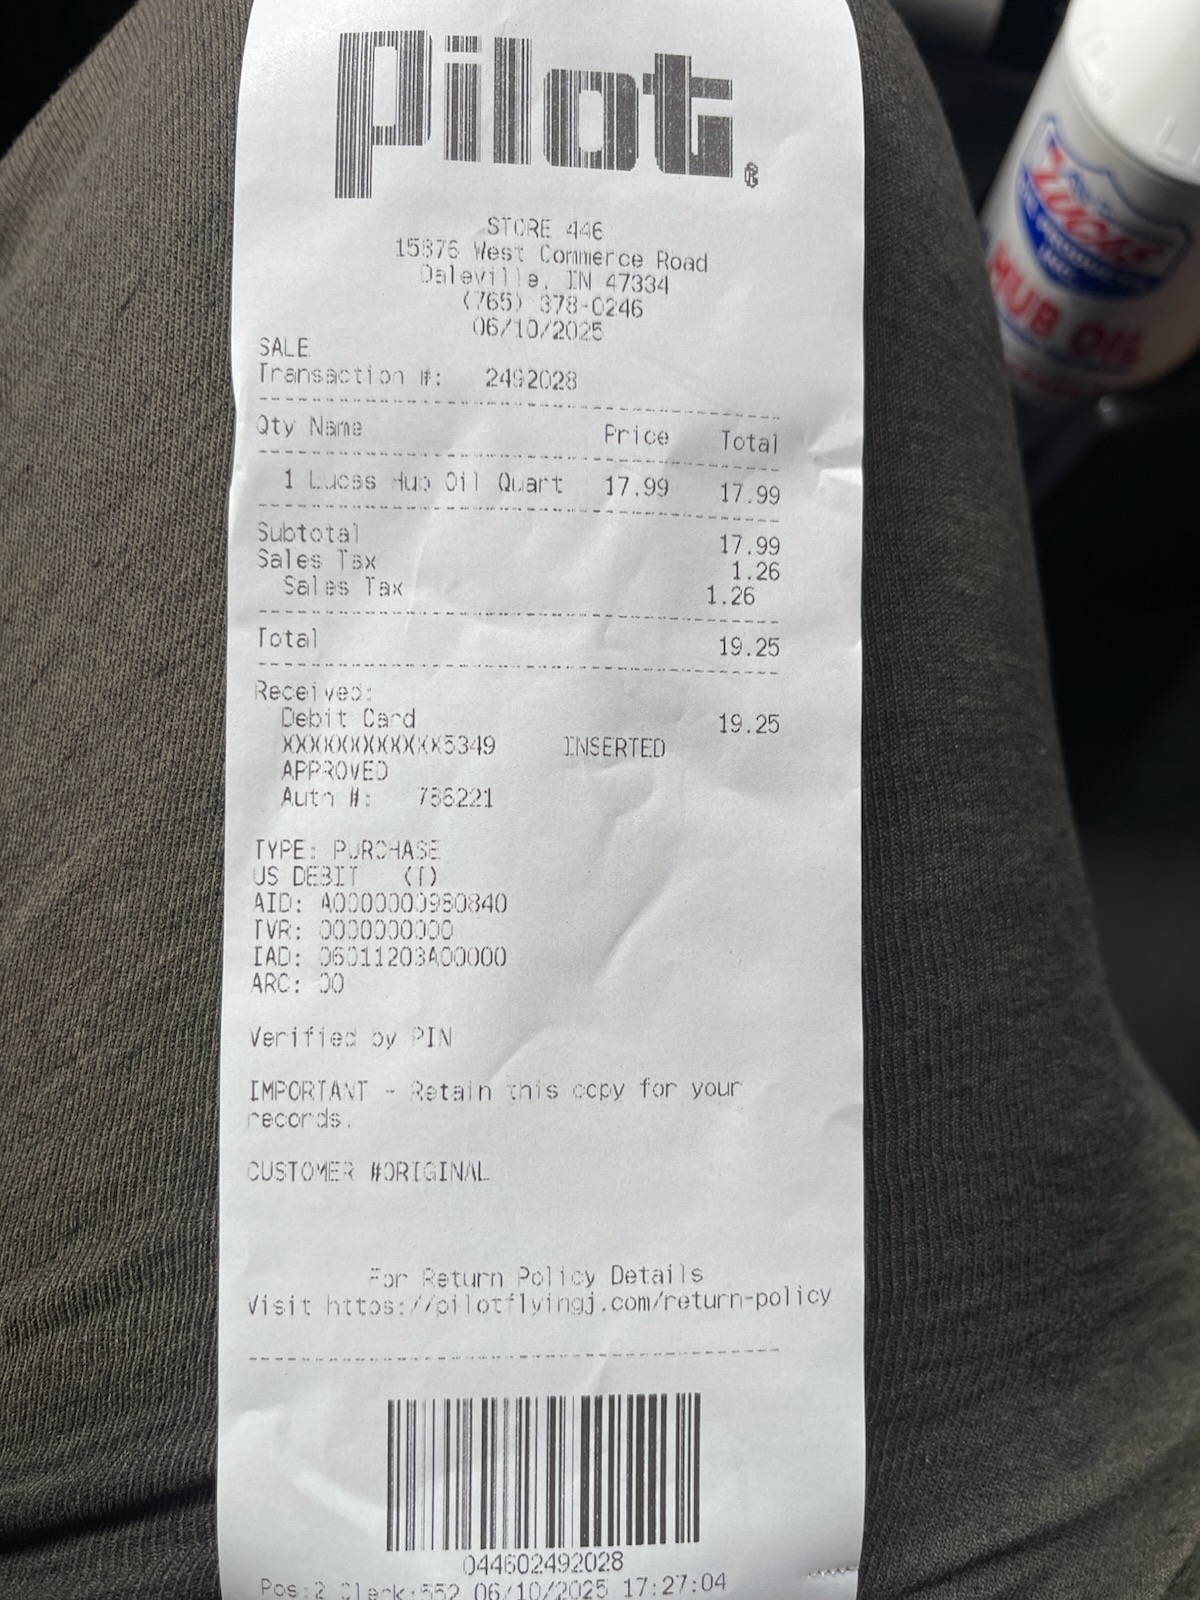 Pilot®
STORE 446
15876 West Commerce Road
Daleville, IN 47334
(765) 378-0246
06/10/2025
SALE
Transaction #: 2492028
Qty Name Price Total
1 Lucas Hub Oil Quart 17.99 17.99
Subtotal 17.99
Sales Tax 1.26
Sales Tax 1.26
Total 19.25
Received:
Debit Card 19.25
XXXXXXXXXXXX5349 INSERTED
APPROVED
Auth #: 786221
TYPE: PURCHASE
US DEBIT (T)
AID: A0000000980840
TVR: 0000000000
IAD: 06011203A00000
ARC: 00
Verified by PIN
IMPORTANT - Retain this copy for your
records.
CUSTOMER #ORIGINAL
For Return Policy Details
Visit https://pilotflyingj.com/return-policy
044602492028
Pos:2 Clerk:552 06/10/2025 17:27:04
LUCAS
OIL PRODUCTS
INC.
HUB OIL